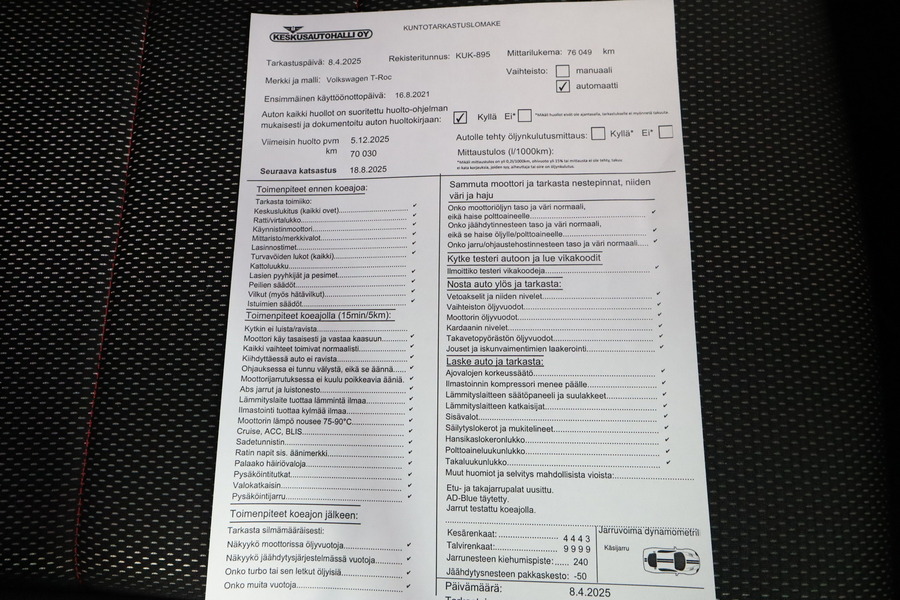 KESKUSAUTOHALLI OY
KUNTOTARKASTUSLOMAKE
Tarkastuspäivä: 8.4.2025
Rekisteritunnus: KUK-895
Mittarilukema: 76 049 km
Merkki ja malli: Volkswagen T-Roc
Vaihteisto: manuaali
automaatti
Ensimmäinen käyttöönottopäivä: 16.8.2021
Auton kaikki huollot on suoritettu huolto-ohjelman
mukaisesti ja dokumentoitu auton huoltokirjaan:
Kyllä Ei*
Autolle tehty öljynkulutusmittaus: Kyllä* Ei*
Viimeisin huolto pvm 5.12.2025
km 70 030
Mittaustulos (l/1000km):
Seuraava katsastus 18.8.2025
Toimenpiteet ennen koeajoa:
Tarkasta toimiiko:
Keskuslukitus (kaikki ovet)
Ratti/virtalukko
Käynnistinmoottori
Mittaristo/merkkivalot
Lasinnostimet
Turvavöiden lukot (kaikki)
Kattoluukku
Lasien pyyhkijät ja pesimet
Peilien säädöt
Vilkut (myös hätävilkut)
Istuimien säädöt
Toimenpiteet koeajolla (15min/5km):
Kytkin ei luista/ravista
Moottori käy tasaisesti ja vastaa kaasuun
Kaikki vaihteet toimivat normaalisti
Kiihdyttäessä auto ei ravista
Ohjauksessa ei tunnu välystä, eikä se äännä
Moottorijarrutuksessa ei kuulu poikkeavia ääniä.
Abs jarrut ja luistonesto
Lämmityslaite tuottaa lämmintä ilmaa
Ilmastointi tuottaa kylmää ilmaa
Moottorin lämpö nousee 75-90°C
Cruise, ACC, BLIS
Sadetunnistin
Ratin napit sis. äänimerkki
Palaako häiriövaloja
Pysäköintitutkat
Valokatkaisin
Pysäköintijarru
Toimenpiteet koeajon jälkeen:
Tarkasta silmämääräisesti:
Näkyykö moottorissa öljyvuotoja
Näkyykö jäähdytysjärjestelmässä vuotoja
Onko turbo tai sen letkut öljyisiä
Onko muita vuotoja
Sammuta moottori ja tarkasta nestepinnat, niiden
väri ja haju
Onko moottoriöljyn taso ja väri normaali,
eikä haise polttoaineelle
Onko jäähdytinnesteen taso ja väri normaali,
eikä se haise öljylle/polttoaineelle
Onko jarru/ohjaustehostinnesteen taso ja väri normaali
Kytke testeri autoon ja lue vikakoodit
Ilmoittiko testeri vikakoodeja
Nosta auto ylös ja tarkasta:
Vetoakselit ja niiden nivelet
Vaihteiston öljyvuodot
Moottorin öljyvuodot
Kardaanin nivelet
Takavetopyörästön öljyvuodot
Jouset ja iskunvaimentimien laakerointi
Laske auto ja tarkasta:
Ajovalojen korkeussäätö
Ilmastoinnin kompressori menee päälle
Lämmityslaitteen säätöpaneeli ja suulakkeet
Lämmityslaitteen katkaisijat
Sisävalot
Säilytyslokerot ja mukitelineet
Hansikaslokeronlukko
Polttoaineluukunlukko
Takaluukunlukko
Muut huomiot ja selvitys mahdollisista vioista:
Etu- ja takajarrupalat uusittu.
AD-Blue täytetty.
Jarrut testattu koeajolla.
Kesärenkaat: 4 4 4 3
Talvirenkaat: 9 9 9 9
Jarrunesteen kiehumispiste: 240
Jäähdytysnesteen pakkaskesto: -50
Jarruvoima dynamometri
Käsijarru
Päivämäärä: 8.4.2025